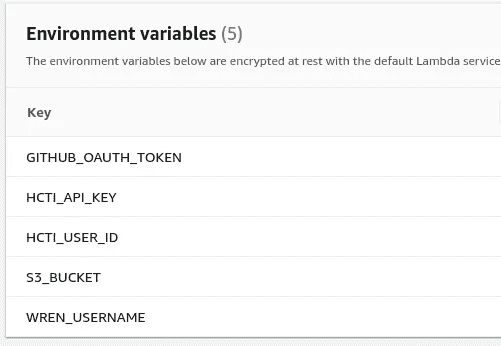 Environment variables (5)
The environment variables below are encrypted at rest with the default Lambda service
Key
GITHUB_OAUTH_TOKEN
HCTI_API_KEY
HCTI_USER_ID
S3_BUCKET
WREN_USERNAME